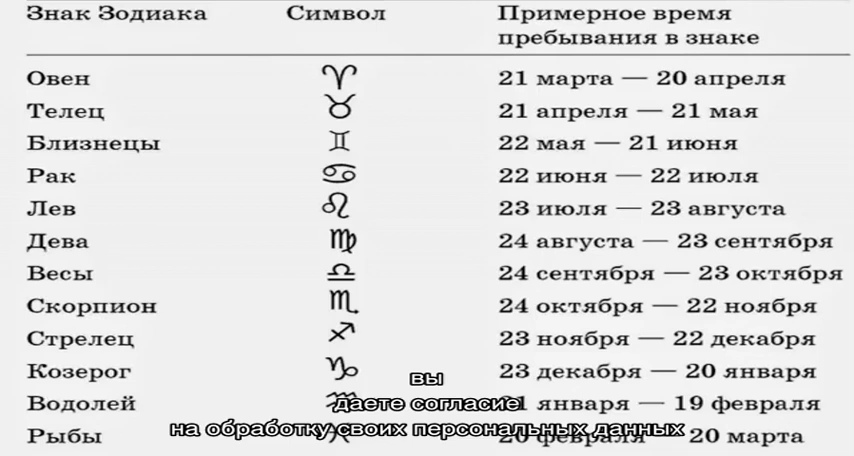 Знак Зодиака Символ Примерное время
пребывания в знаке
Овен ♈ 21 марта — 20 апреля
Телец ♉ 21 апреля — 21 мая
Близнецы ♊ 22 мая — 21 июня
Рак ♋ 22 июня — 22 июля
Лев ♌ 23 июля — 23 августа
Дева ♍ 24 августа — 23 сентября
Весы ♎ 24 сентября — 23 октября
Скорпион ♏ 24 октября — 22 ноября
Стрелец ♐ 23 ноября — 22 декабря
Козерог ♑ 23 декабря — 20 января
вы
Водолей ♒ 21 января — 19 февраля
даете согласие
Рыбы ♓ 20 февраля — 20 марта
на обработку своих персональных данных